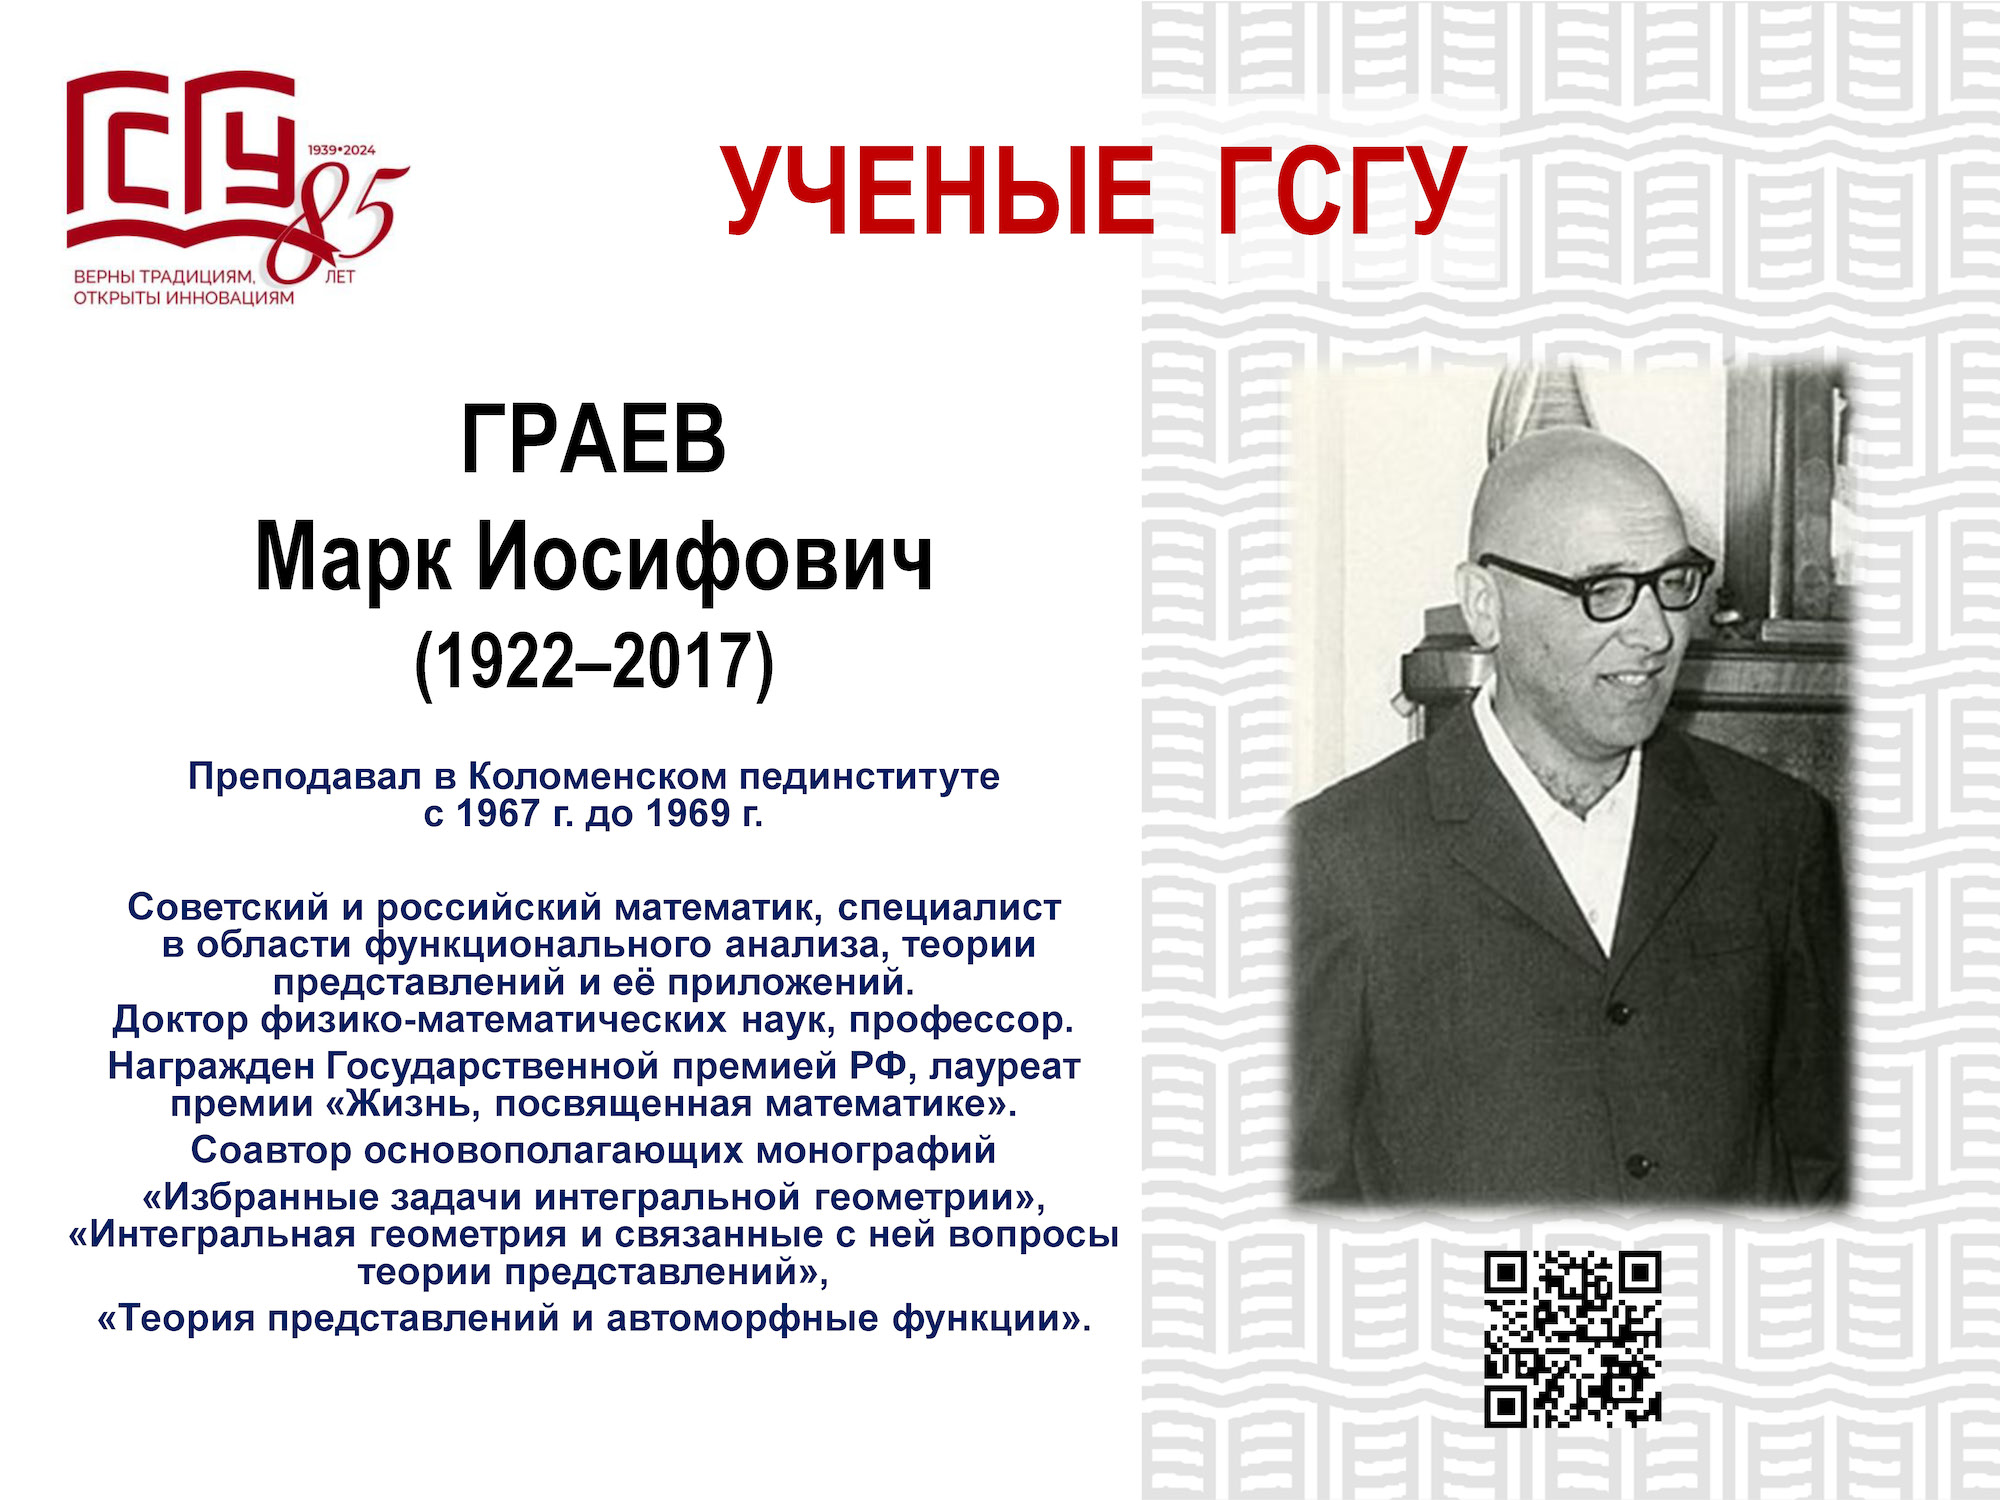 ГСГУ
1939•2024
85
ЛЕТ
ВЕРНЫ ТРАДИЦИЯМ,
ОТКРЫТЫ ИННОВАЦИЯМ
УЧЕНЫЕ ГСГУ
ГРАЕВ
Марк Иосифович
(1922–2017)
Преподавал в Коломенском пединституте
с 1967 г. до 1969 г.
Советский и российский математик, специалист
в области функционального анализа, теории
представлений и её приложений.
Доктор физико-математических наук, профессор.
Награжден Государственной премией РФ, лауреат
премии «Жизнь, посвященная математике».
Соавтор основополагающих монографий
«Избранные задачи интегральной геометрии»,
«Интегральная геометрия и связанные с ней вопросы
теории представлений»,
«Теория представлений и автоморфные функции».